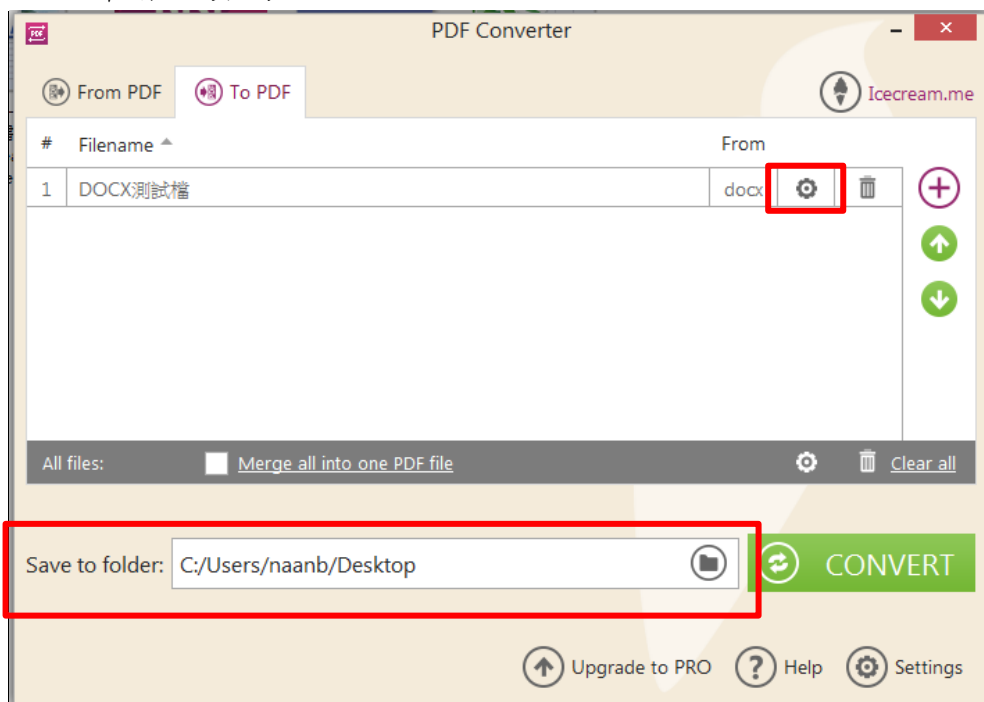 PDF Converter
From PDF To PDF Icecream.me
# Filename From
1 DOCX測試檔 docx
All files: Merge all into one PDF file Clear all
Save to folder: C:/Users/naanb/Desktop CONVERT
Upgrade to PRO ? Help Settings